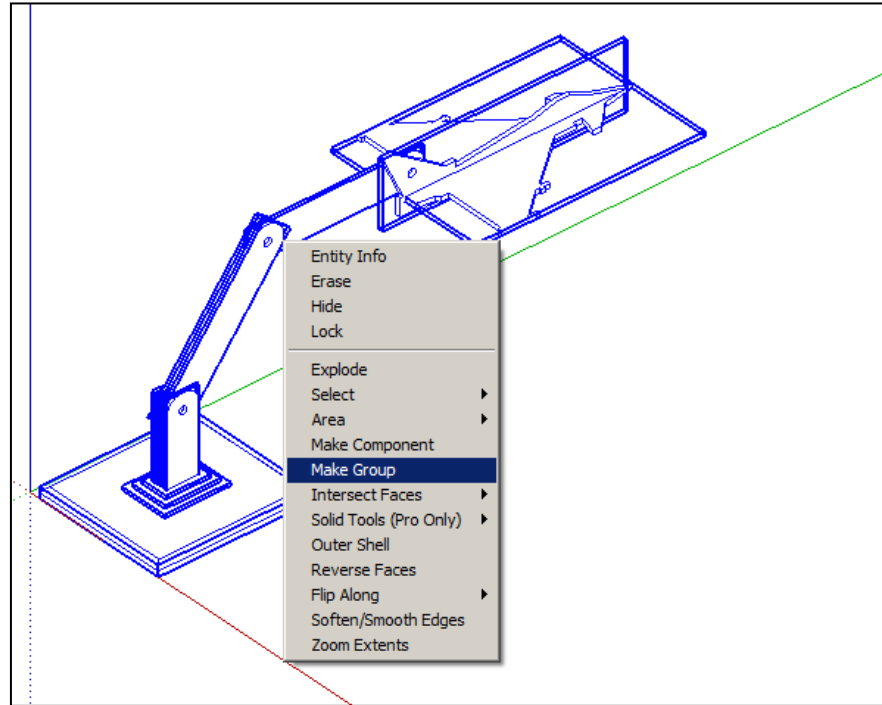 Entity Info
Erase
Hide
Lock
Explode
Select
Area
Make Component
Make Group
Intersect Faces
Solid Tools (Pro Only)
Outer Shell
Reverse Faces
Flip Along
Soften/Smooth Edges
Zoom Extents